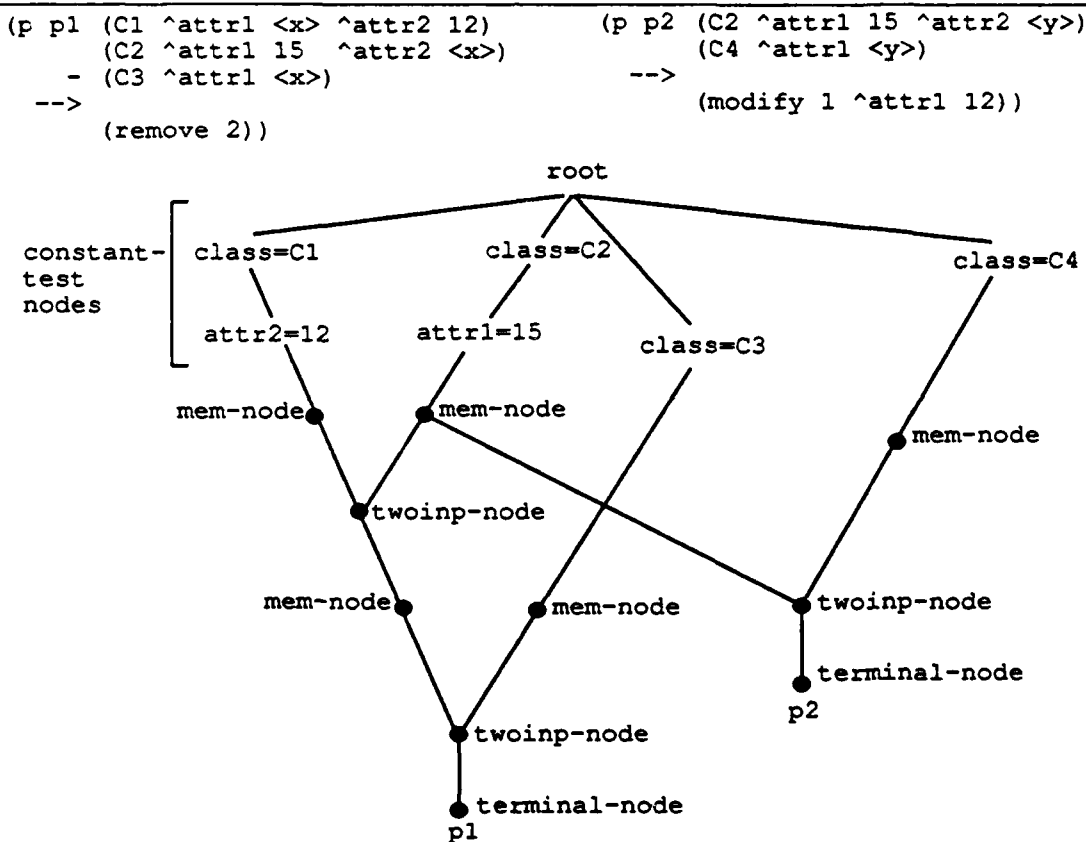 (p p1 (C1 ^attr1 <x> ^attr2 12)
(C2 ^attr1 15 ^attr2 <x>)
- (C3 ^attr1 <x>)
-->
(remove 2))
(p p2 (C2 ^attr1 15 ^attr2 <y>)
(C4 ^attr1 <y>)
-->
(modify 1 ^attr1 12))
root
constant-
test
nodes
class=C1
class=C2
class=C4
attr2=12
attr1=15
class=C3
mem-node
mem-node
mem-node
twoinp-node
mem-node
mem-node
twoinp-node
terminal-node
p2
twoinp-node
terminal-node
p1